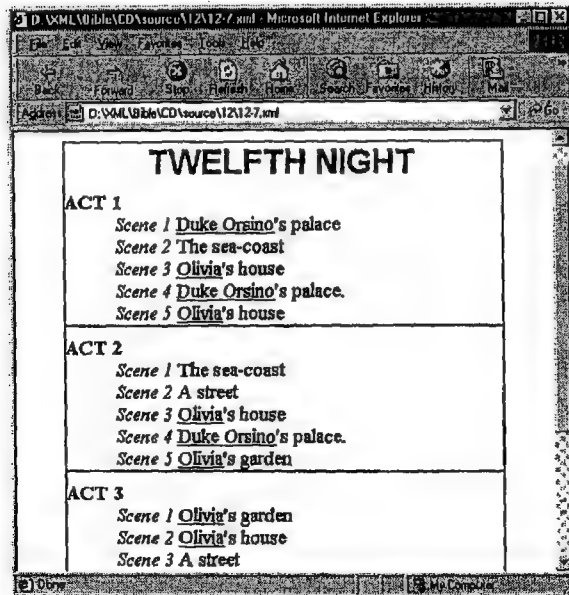 D:\XML\Bible\CD\source\12\12-7.xml - Microsoft Internet Explorer
File Edit View Favorites Tools Help
Back Forward Stop Refresh Home Search Favorites History Mail
Address D:\XML\Bible\CD\source\12\12-7.xml Go
TWELFTH NIGHT
ACT 1
Scene 1 Duke Orsino's palace
Scene 2 The sea-coast
Scene 3 Olivia's house
Scene 4 Duke Orsino's palace.
Scene 5 Olivia's house
ACT 2
Scene 1 The sea-coast
Scene 2 A street
Scene 3 Olivia's house
Scene 4 Duke Orsino's palace.
Scene 5 Olivia's garden
ACT 3
Scene 1 Olivia's garden
Scene 2 Olivia's house
Scene 3 A street
Done My Computer